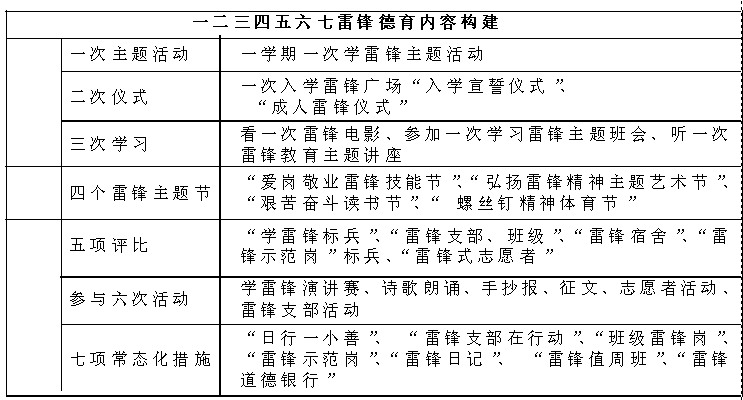 一二三四五六七雷锋德育内容构建
一次主题活动
一学期一次学雷锋主题活动
二次仪式
一次入学雷锋广场“入学宣誓仪式”、
“成人雷锋仪式”
三次学习
看一次雷锋电影、参加一次学习雷锋主题班会、听一次
雷锋教育主题讲座
四个雷锋主题节
“爱岗敬业雷锋技能节”、“弘扬雷锋精神主题艺术节”、
“艰苦奋斗读书节”、“ 螺丝钉精神体育节”
五项评比
“学雷锋标兵”、“雷锋支部、班级”、“雷锋宿舍”、“雷
锋示范岗”标兵、“雷锋式志愿者”
参与六次活动
学雷锋演讲赛、诗歌朗诵、手抄报、征文、志愿者活动、
雷锋支部活动
七项常态化措施
“日行一小善”、 “雷锋支部在行动”、“班级雷锋岗”、
“雷锋示范岗”、“雷锋日记”、 “雷锋值周班”、“雷锋
道德银行”